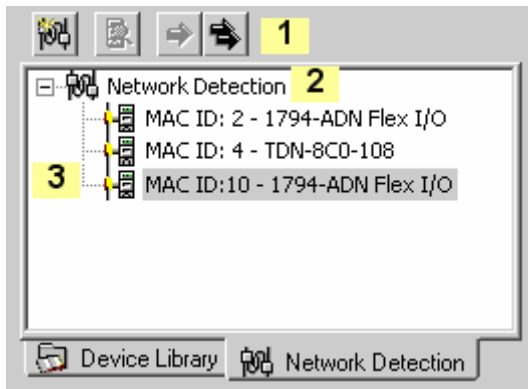 1
Network Detection 2
MAC ID: 2 - 1794-ADN Flex I/O
MAC ID: 4 - TDN-8C0-108
3 MAC ID:10 - 1794-ADN Flex I/O
Device Library Network Detection